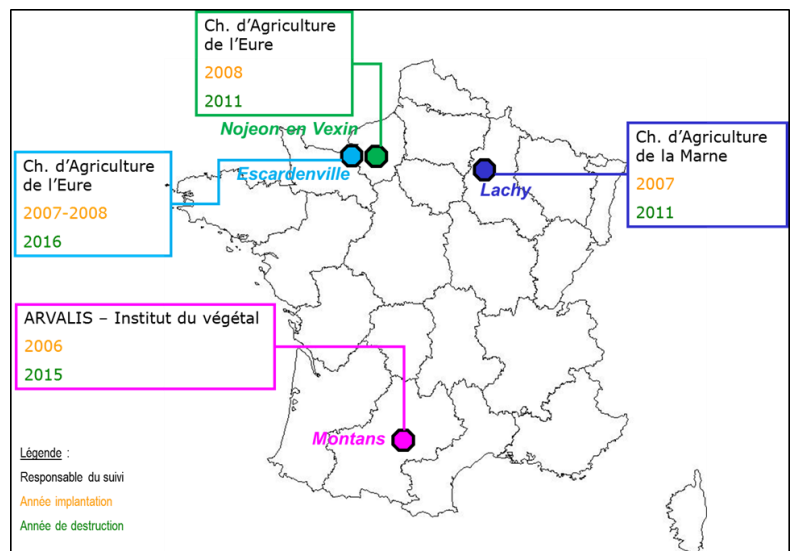 Ch. d'Agriculture
de l'Eure
2008
2011
Nojeon en Vexin
Ch. d'Agriculture
de l'Eure
2007-2008
2016
Escardenville
Ch. d'Agriculture
de la Marne
2007
2011
Lachy
ARVALIS – Institut du végétal
2006
2015
Montans
Légende :
Responsable du suivi
Année implantation
Année de destruction